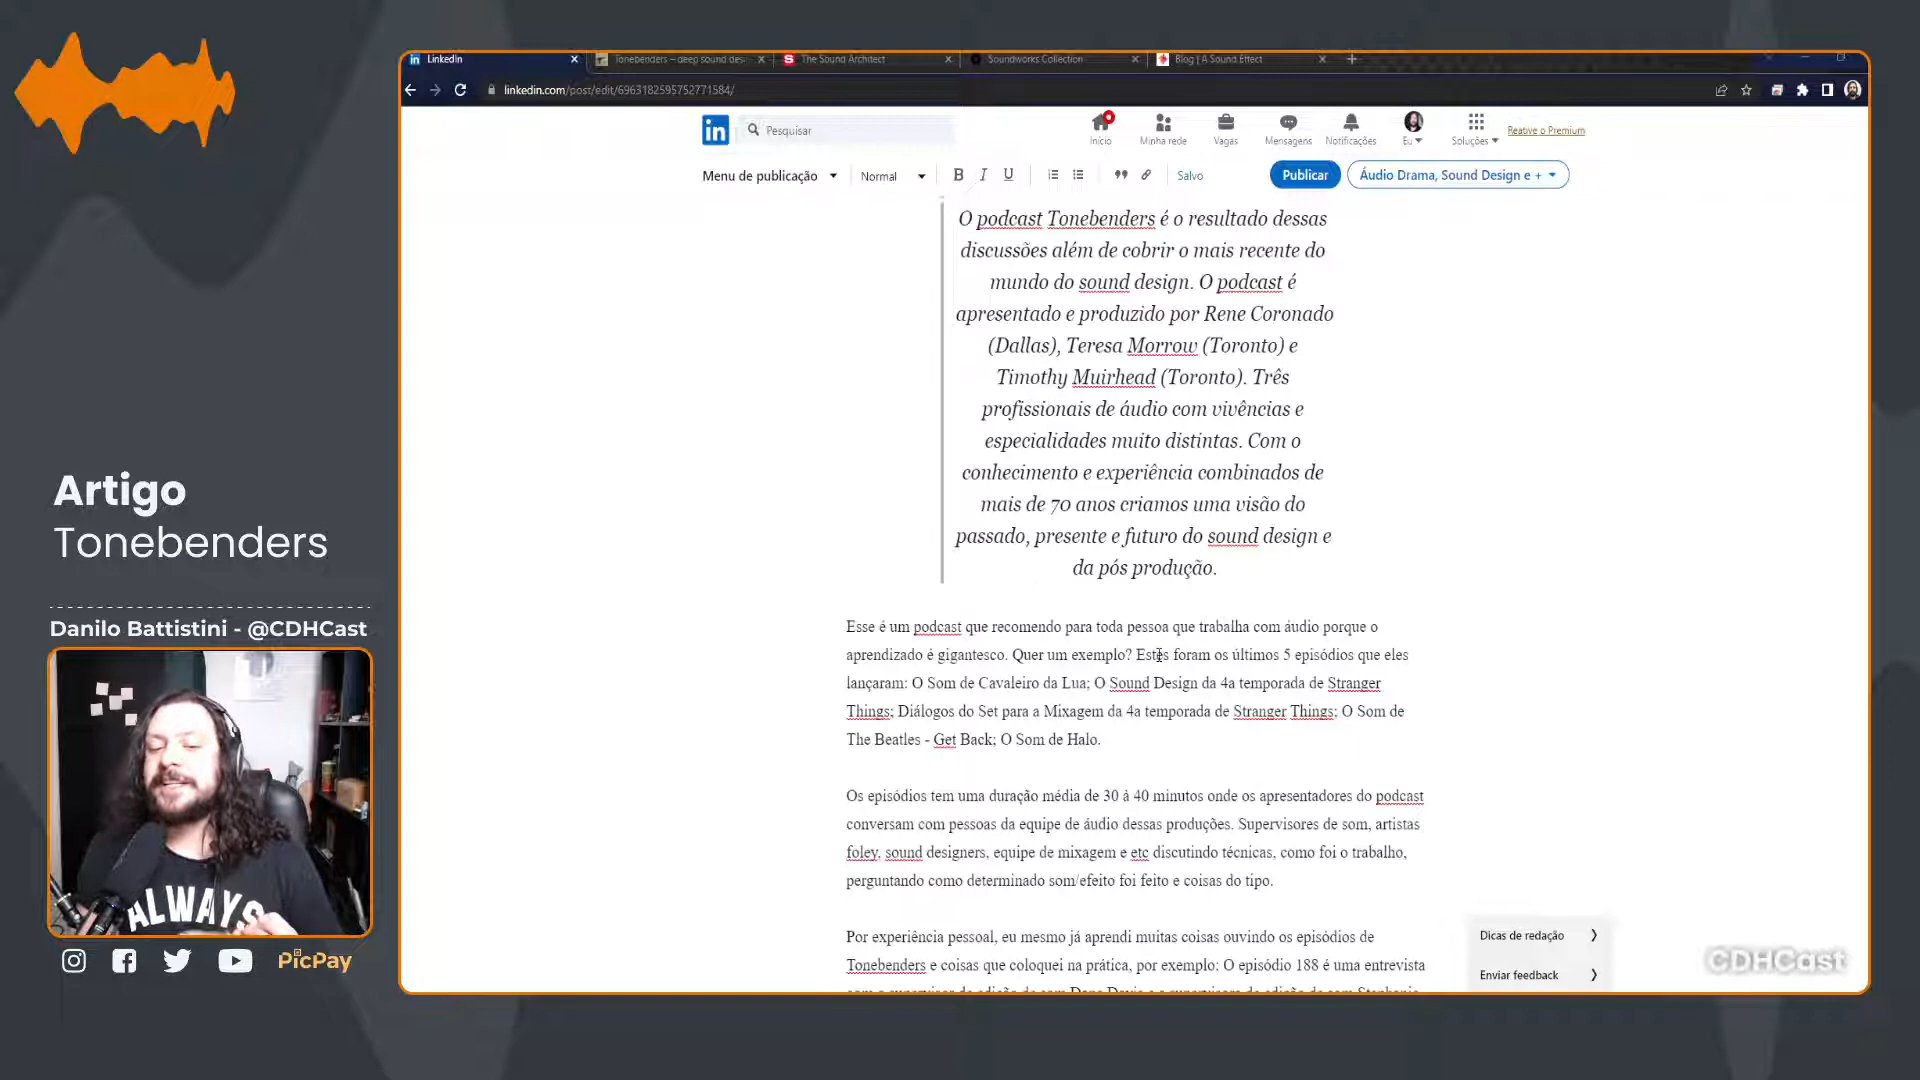 LinkedIn
Tonebenders – deep sound des
The Sound Architect
Soundworks Collection
Blog | A Sound Effect
linkedin.com/post/edit/6963182595752771584/
in
Pesquisar
Início
Minha rede
Vagas
Mensagens
Notificações
Eu
Soluções
Reative o Premium
Menu de publicação
Normal
B
I
U
Salvo
Publicar
Áudio Drama, Sound Design e +
O podcast Tonebenders é o resultado dessas
discussões além de cobrir o mais recente do
mundo do sound design. O podcast é
apresentado e produzido por Rene Coronado
(Dallas), Teresa Morrow (Toronto) e
Timothy Muirhead (Toronto). Três
profissionais de áudio com vivências e
especialidades muito distintas. Com o
conhecimento e experiência combinados de
mais de 70 anos criamos uma visão do
passado, presente e futuro do sound design e
da pós produção.
Esse é um podcast que recomendo para toda pessoa que trabalha com áudio porque o
aprendizado é gigantesco. Quer um exemplo? Estes foram os últimos 5 episódios que eles
lançaram: O Som de Cavaleiro da Lua; O Sound Design da 4a temporada de Stranger
Things; Diálogos do Set para a Mixagem da 4a temporada de Stranger Things; O Som de
The Beatles - Get Back; O Som de Halo.
Os episódios tem uma duração média de 30 à 40 minutos onde os apresentadores do podcast
conversam com pessoas da equipe de áudio dessas produções. Supervisores de som, artistas
foley, sound designers, equipe de mixagem e etc discutindo técnicas, como foi o trabalho,
perguntando como determinado som/efeito foi feito e coisas do tipo.
Por experiência pessoal, eu mesmo já aprendi muitas coisas ouvindo os episódios de
Tonebenders e coisas que coloquei na prática, por exemplo: O episódio 188 é uma entrevista
Dicas de redação
Enviar feedback
CDHCast
Artigo
Tonebenders
Danilo Battistini - @CDHCast
ALWAYS
PicPay